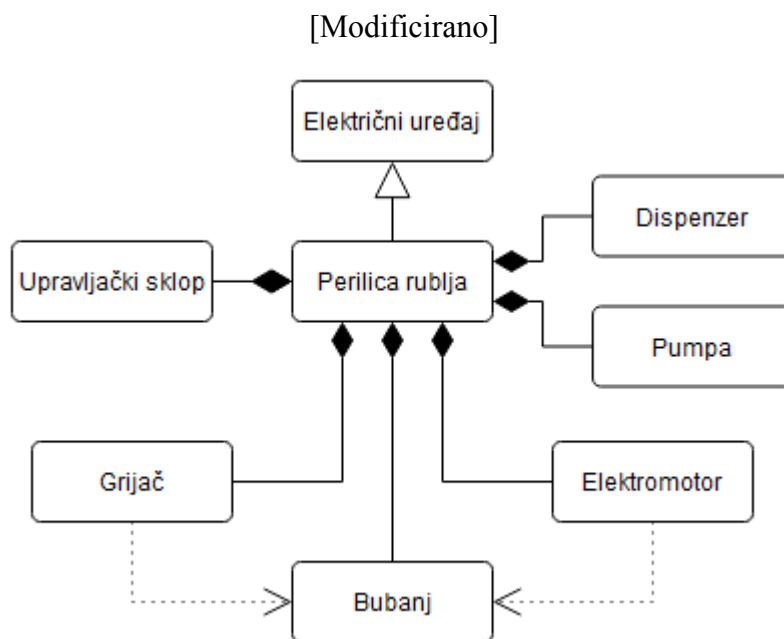 [Modificirano]
Električni uređaj
Dispenzer
Upravljački sklop
Perilica rublja
Pumpa
Grijač
Elektromotor
Bubanj